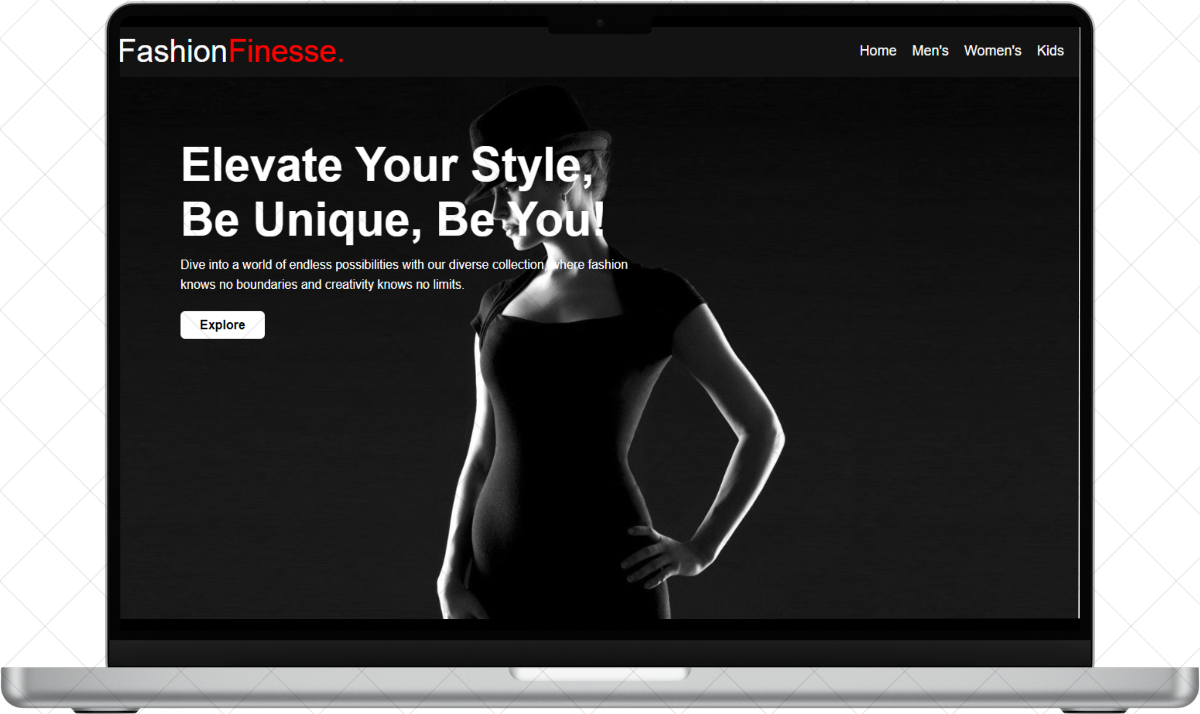 FashionFinesse.
Home Men's Women's Kids
Elevate Your Style,
Be Unique, Be You!
Dive into a world of endless possibilities with our diverse collection, where fashion
knows no boundaries and creativity knows no limits.
Explore